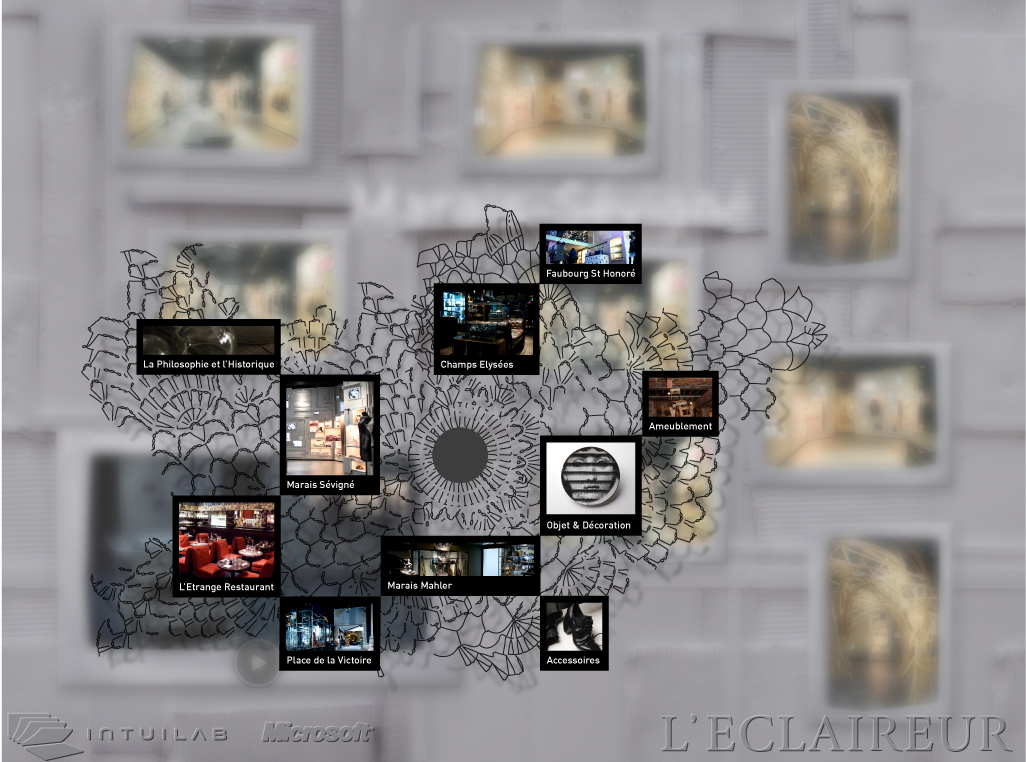 Faubourg St Honoré
La Philosophie et l'Historique
Champs Elysées
Ameublement
Marais Sévigné
Objet & Décoration
L'Etrange Restaurant
Marais Mahler
Place de la Victoire
Accessoires
INTUILAB
Microsoft
L'ECLAIREUR